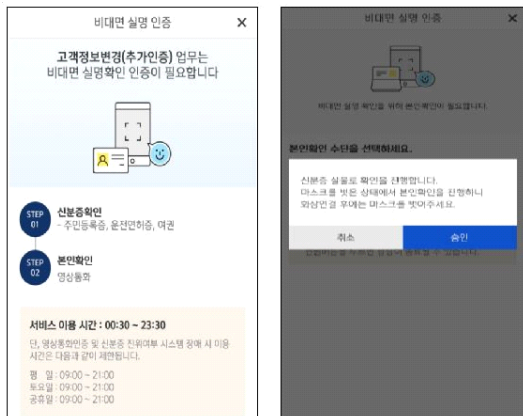 비대면 실명 인증
고객정보변경(추가인증) 업무는
비대면 실명확인 인증이 필요합니다
STEP
01
신분증확인
- 주민등록증, 운전면허증, 여권
STEP
02
본인확인
영상통화
서비스 이용 시간 : 00:30 ~ 23:30
단, 영상통화인증 및 신분증 진위여부 시스템 장애 시 이용
시간은 다음과 같이 제한됩니다.
평 일 : 09:00 ~ 21:00
토요일 : 09:00 ~ 21:00
공휴일 : 09:00 ~ 21:00
비대면 실명 인증
비대면 실명 확인을 위해 본인확인이 필요합니다.
본인확인 수단을 선택하세요.
신분증 실물로 확인을 진행합니다.
마스크를 벗은 상태에서 본인확인을 진행하니
화상연결 후에는 마스크를 벗어주세요.
취소
승인